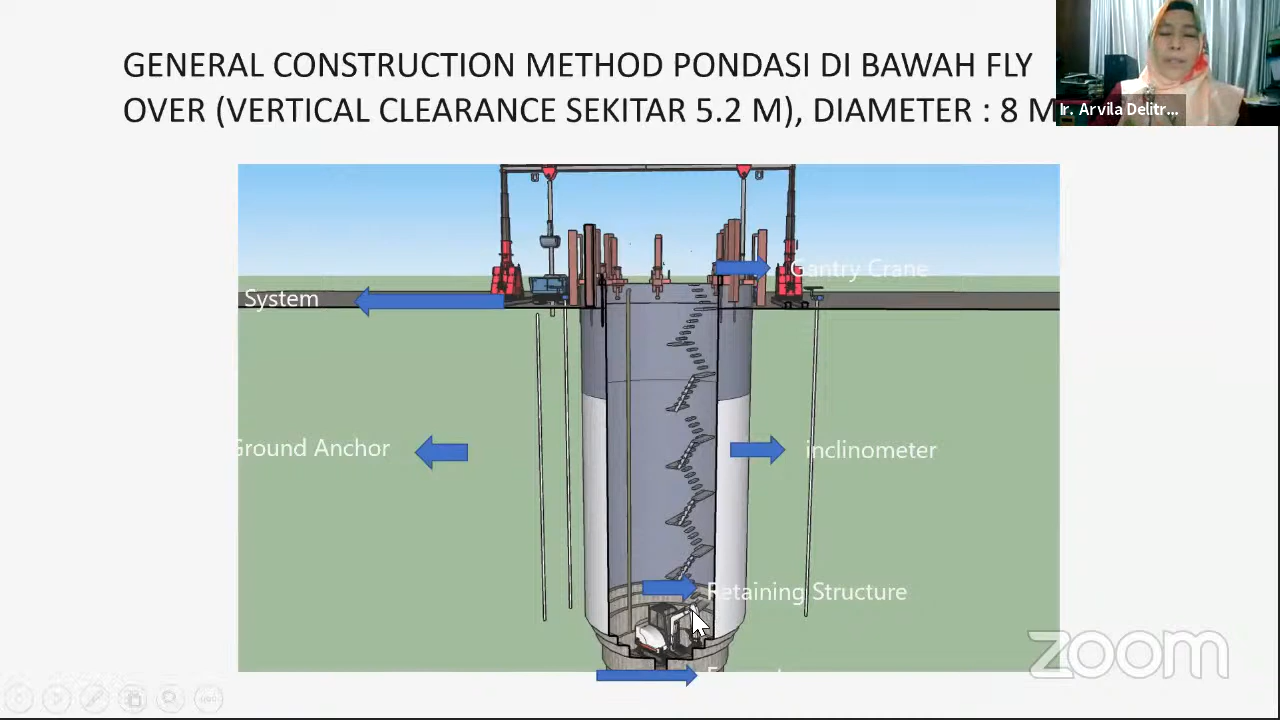 GENERAL CONSTRUCTION METHOD PONDASI DI BAWAH FLY
OVER (VERTICAL CLEARANCE SEKITAR 5.2 M), DIAMETER : 8 M
Ir. Arvila Delitr...
Gantry Crane
System
Ground Anchor
inclinometer
Retaining Structure
zoom